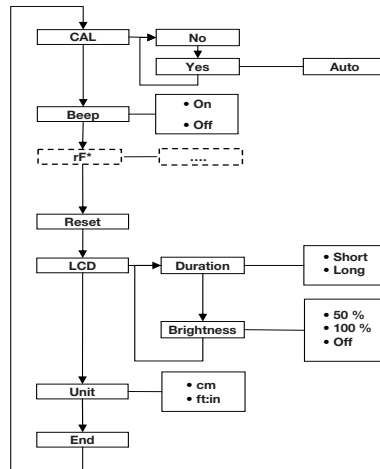 CAL
No
Yes
Auto
Beep
• On
• Off
rF*
....
Reset
LCD
Duration
• Short
• Long
Brightness
• 50 %
• 100 %
• Off
Unit
• cm
• ft:in
End